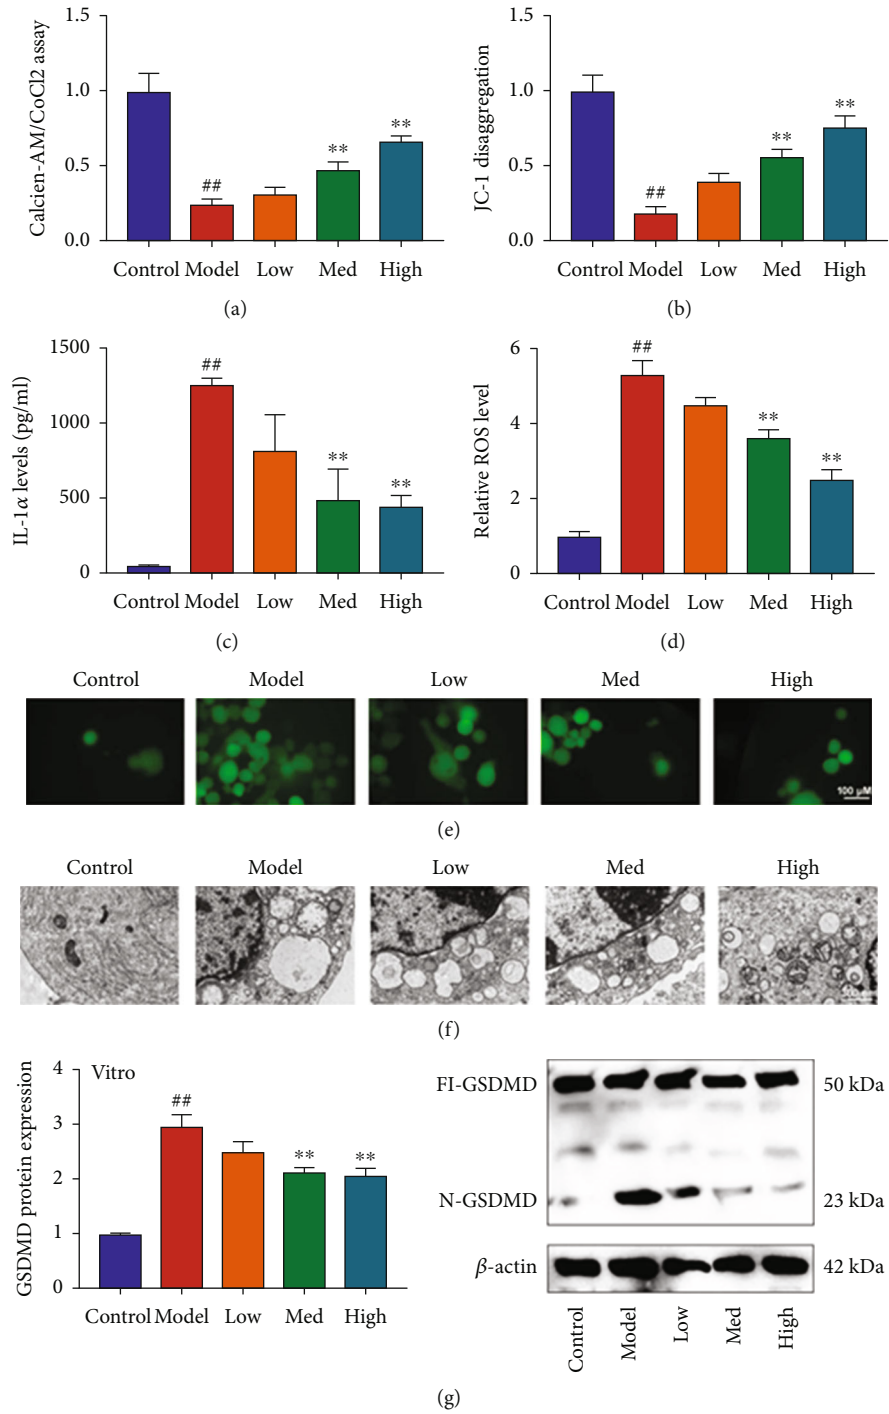 Calcien-AM/CoCl2 assay
1.5
1.0
0.5
0.0
##
**
**
Control Model Low Med High
(a)
JC-1 disaggregation
1.5
1.0
0.5
0.0
##
**
**
Control Model Low Med High
(b)
IL-1α levels (pg/ml)
1500
1000
500
0
##
**
**
Control Model Low Med High
(c)
Relative ROS level
6
4
2
0
##
**
**
Control Model Low Med High
(d)
Control Model Low Med High
100 μM
(e)
Control Model Low Med High
(f)
GSDMD protein expression
Vitro
4
3
2
1
0
##
**
**
Control Model Low Med High
FI-GSDMD 50 kDa
N-GSDMD 23 kDa
β-actin 42 kDa
Control Model Low Med High
(g)